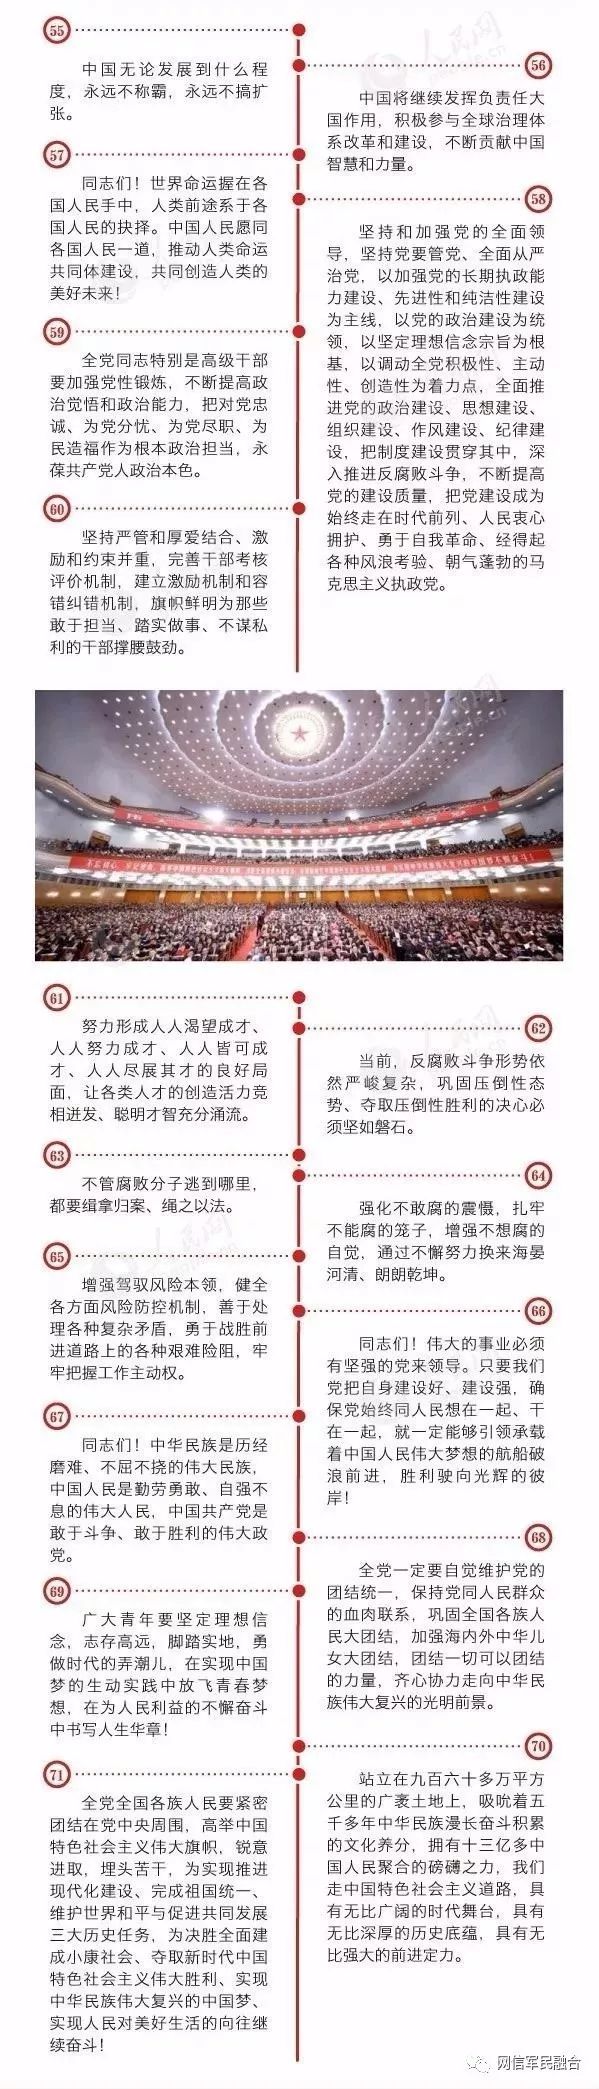 55
中国无论发展到什么程
度，永远不称霸，永远不搞扩
张。
56
中国将继续发挥负责任大
国作用，积极参与全球治理体
系改革和建设，不断贡献中国
智慧和力量。
57
同志们！世界命运握在各
国人民手中，人类前途系于各
国人民的抉择。中国人民愿同
各国人民一道，推动人类命运
共同体建设，共同创造人类的
美好未来！
58
坚持和加强党的全面领
导，坚持党要管党、全面从严
治党，以加强党的长期执政能
力建设、先进性和纯洁性建设
为主线，以党的政治建设为统
领，以坚定理想信念宗旨为根
基，以调动全党积极性、主动
性、创造性为着力点，全面推
进党的政治建设、思想建设、
组织建设、作风建设、纪律建
设，把制度建设贯穿其中，深
入推进反腐败斗争，不断提高
党的建设质量，把党建设成为
始终走在时代前列、人民衷心
拥护、勇于自我革命、经得起
各种风浪考验、朝气蓬勃的马
克思主义执政党。
59
全党同志特别是高级干部
要加强党性锻炼，不断提高政
治觉悟和政治能力，把对党忠
诚、为党分忧、为党尽职、为
民造福作为根本政治担当，永
葆共产党人政治本色。
60
坚持严管和厚爱结合、激
励和约束并重，完善干部考核
评价机制，建立激励机制和容
错纠错机制，旗帜鲜明为那些
敢于担当、踏实做事、不谋私
利的干部撑腰鼓劲。
61
努力形成人人渴望成才、
人人努力成才、人人皆可成
才、人人尽展其才的良好局
面，让各类人才的创造活力竞
相迸发、聪明才智充分涌流。
62
当前，反腐败斗争形势依
然严峻复杂，巩固压倒性态
势、夺取压倒性胜利的决心必
须坚如磐石。
63
不管腐败分子逃到哪里，
都要缉拿归案、绳之以法。
64
强化不敢腐的震慑，扎牢
不能腐的笼子，增强不想腐的
自觉，通过不懈努力换来海晏
河清、朗朗乾坤。
65
增强驾驭风险本领，健全
各方面风险防控机制，善于处
理各种复杂矛盾，勇于战胜前
进道路上的各种艰难险阻，牢
牢把握工作主动权。
66
同志们！伟大的事业必须
有坚强的党来领导。只要我们
党把自身建设好、建设强，确
保党始终同人民想在一起、干
在一起，就一定能够引领承载
着中国人民伟大梦想的航船破
浪前进，胜利驶向光辉的彼
岸！
67
同志们！中华民族是历经
磨难、不屈不挠的伟大民族，
中国人民是勤劳勇敢、自强不
息的伟大人民，中国共产党是
敢于斗争、敢于胜利的伟大政
党。
68
全党一定要自觉维护党的
团结统一，保持党同人民群众
的血肉联系，巩固全国各族人
民大团结，加强海内外中华儿
女大团结，团结一切可以团结
的力量，齐心协力走向中华民
族伟大复兴的光明前景。
69
广大青年要坚定理想信
念，志存高远，脚踏实地，勇
做时代的弄潮儿，在实现中国
梦的生动实践中放飞青春梦
想，在为人民利益的不懈奋斗
中书写人生华章！
70
站立在九百六十多万平方
公里的广袤土地上，吸吮着五
千多年中华民族漫长奋斗积累
的文化养分，拥有十三亿多中
国人民聚合的磅礴之力，我们
走中国特色社会主义道路，具
有无比广阔的时代舞台，具有
无比深厚的历史底蕴，具有无
比强大的前进定力。
71
全党全国各族人民要紧密
团结在党中央周围，高举中国
特色社会主义伟大旗帜，锐意
进取，埋头苦干，为实现推进
现代化建设、完成祖国统一、
维护世界和平与促进共同发展
三大历史任务，为决胜全面建
成小康社会、夺取新时代中国
特色社会主义伟大胜利、实现
中华民族伟大复兴的中国梦、
实现人民对美好生活的向往继
续奋斗！
网信军民融合